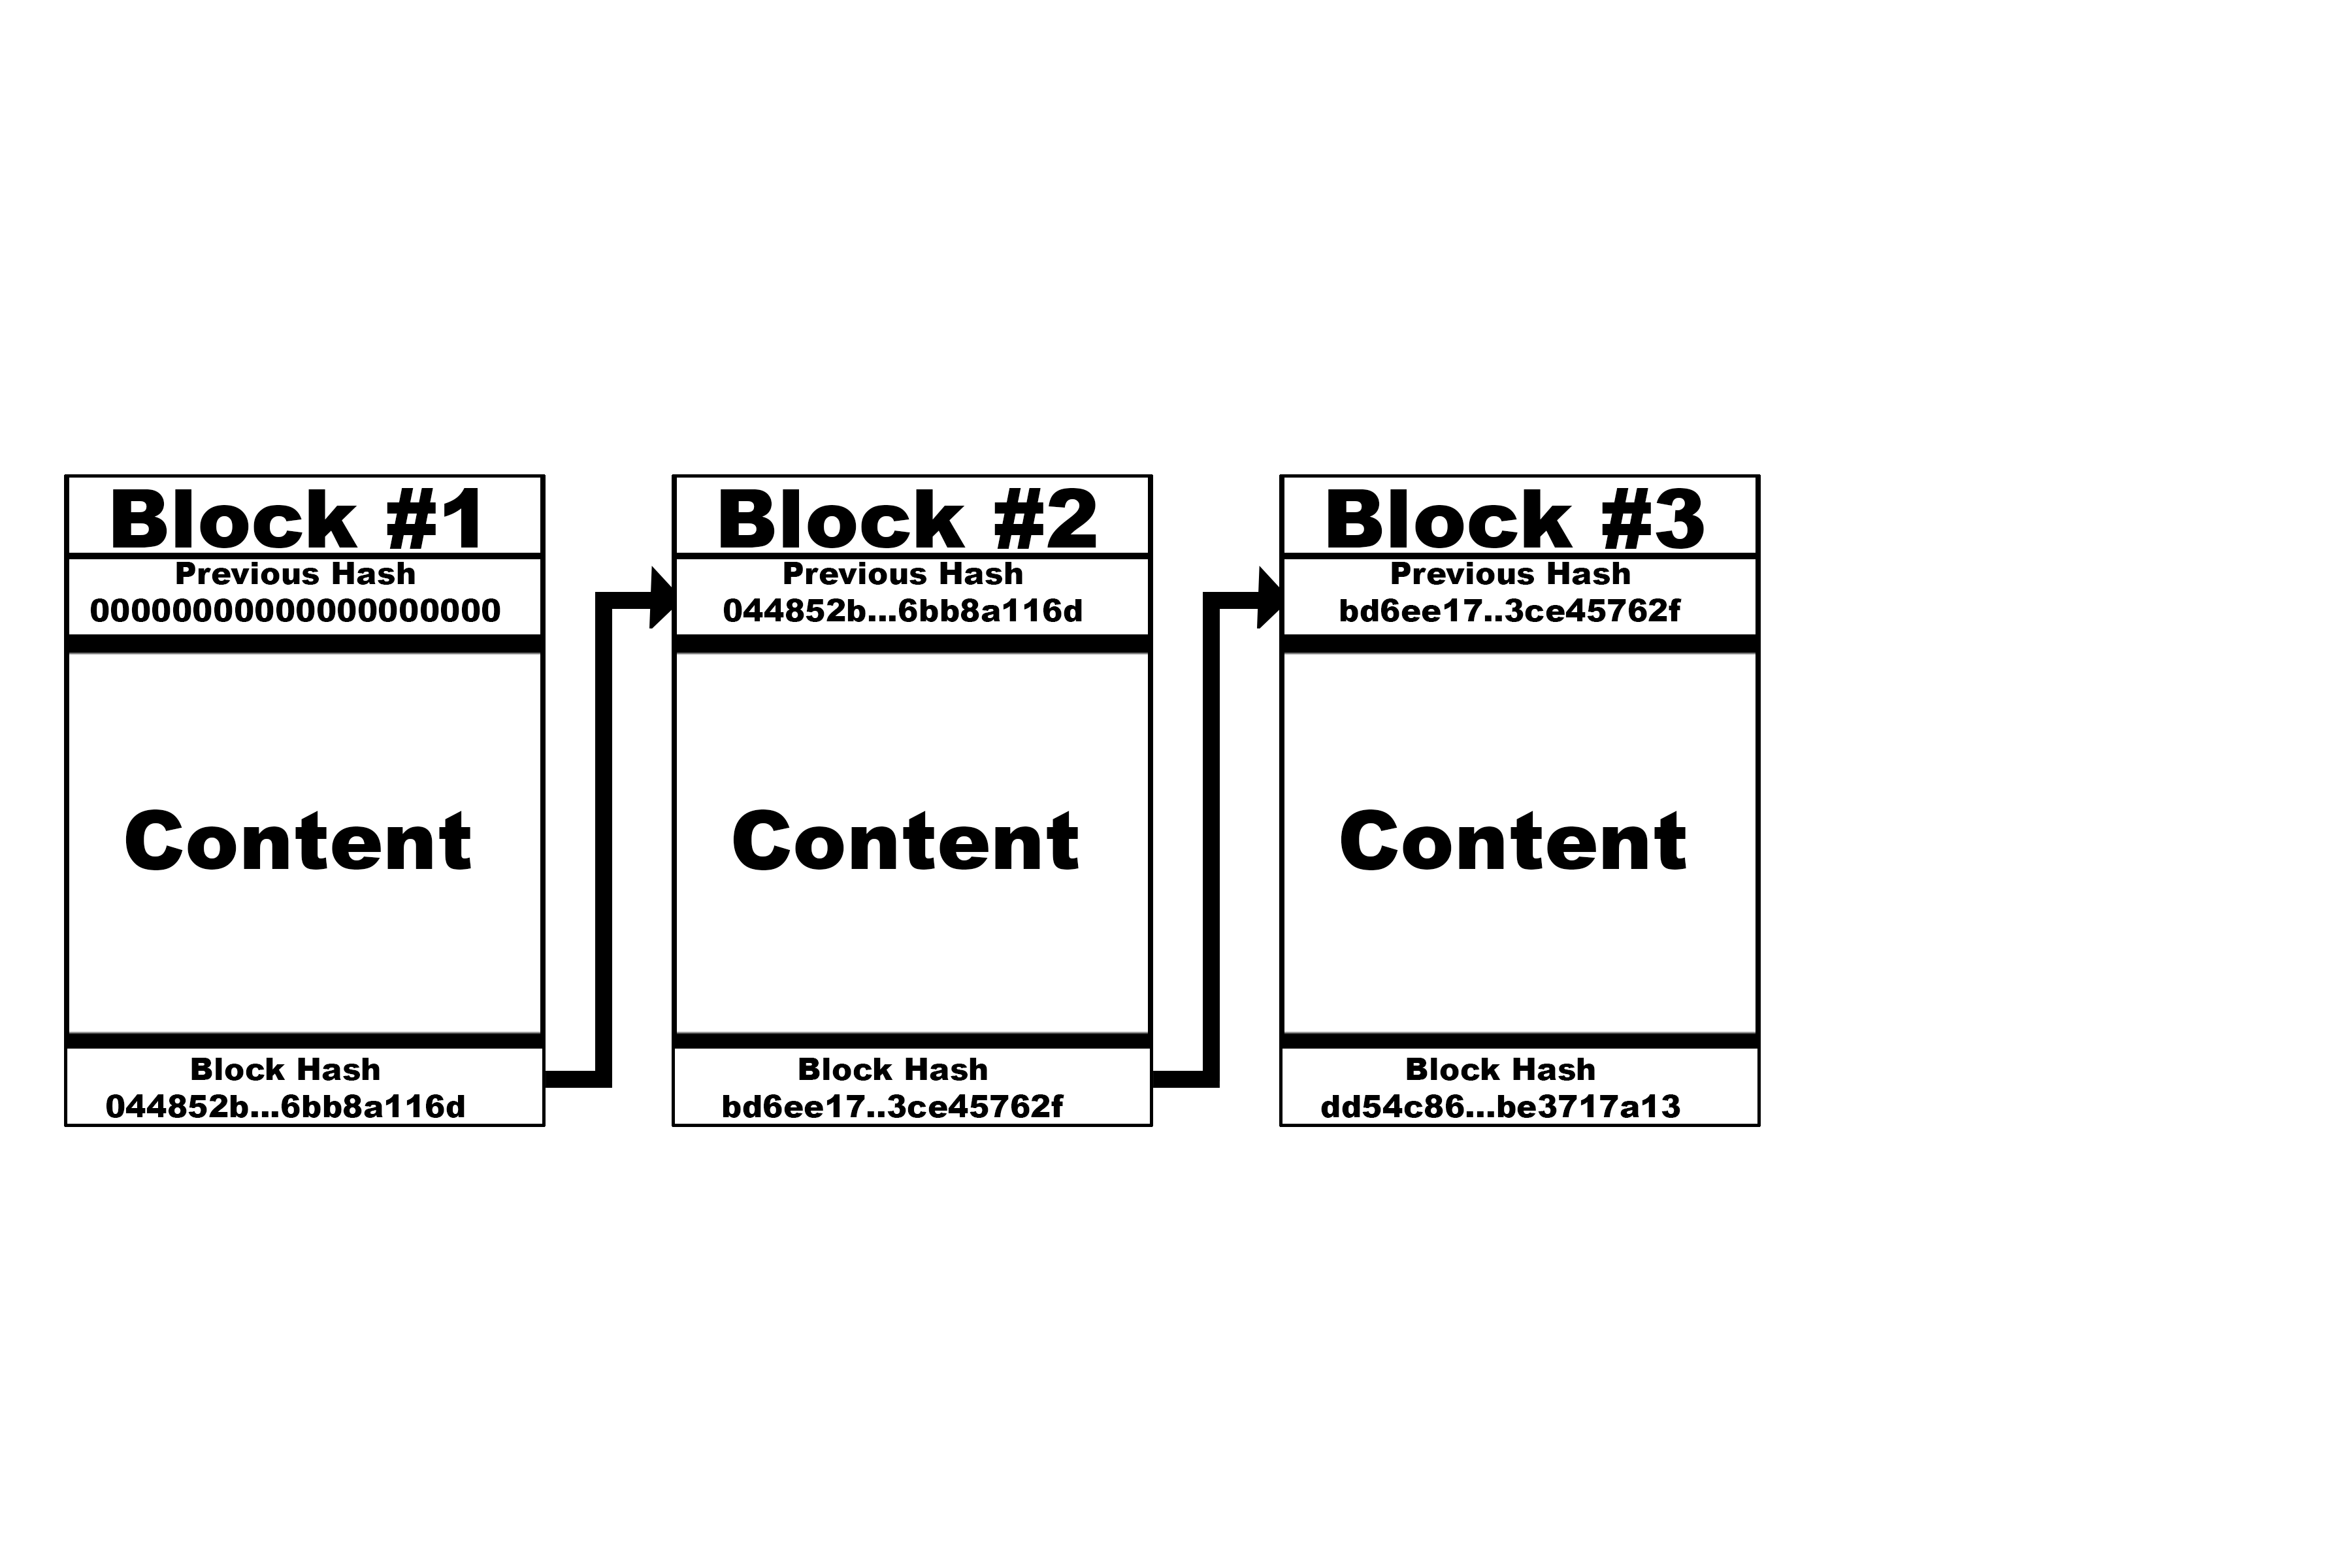 Block #1
Previous Hash
00000000000000000000
Content
Block Hash
044852b...6bb8a116d
Block #2
Previous Hash
044852b...6bb8a116d
Content
Block Hash
bd6ee17..3ce45762f
Block #3
Previous Hash
bd6ee17..3ce45762f
Content
Block Hash
dd54c86...be3717a13